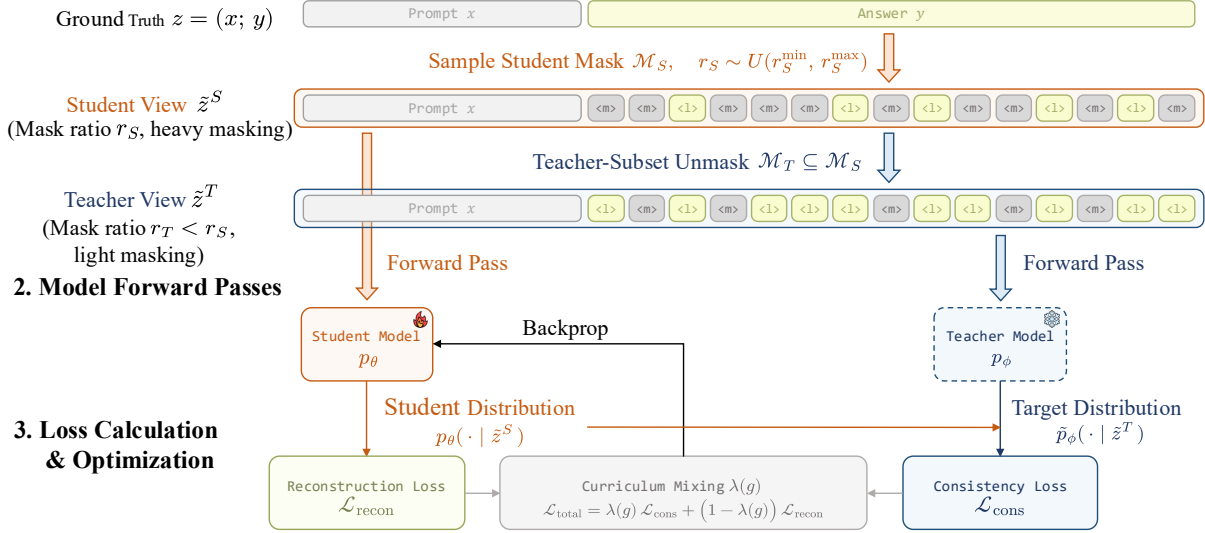 Ground Truth z = (x; y)
Prompt x
Answer y
Sample Student Mask ℳ_S, r_S ∼ U(r_S^min, r_S^max)
Student View z̃^S
(Mask ratio r_S, heavy masking)
Prompt x <m> <m> <l> <m> <m> <m> <l> <m> <l> <m> <m> <l> <m> <l> <m>
Teacher-Subset Unmask ℳ_T ⊆ ℳ_S
Teacher View z̃^T
(Mask ratio r_T < r_S,
light masking)
Prompt x <l> <m> <l> <m> <l> <l> <l> <m> <l> <l> <m> <l> <m> <l> <l>
Forward Pass
Forward Pass
2. Model Forward Passes
Student Model
p_θ
Backprop
Teacher Model
p_ϕ
3. Loss Calculation
& Optimization
Student Distribution
p_θ( · | z̃^S)
Target Distribution
p̃_ϕ( · | z̃^T)
Reconstruction Loss
ℒ_recon
Curriculum Mixing λ(g)
ℒ_total = λ(g) ℒ_cons + (1 − λ(g)) ℒ_recon
Consistency Loss
ℒ_cons